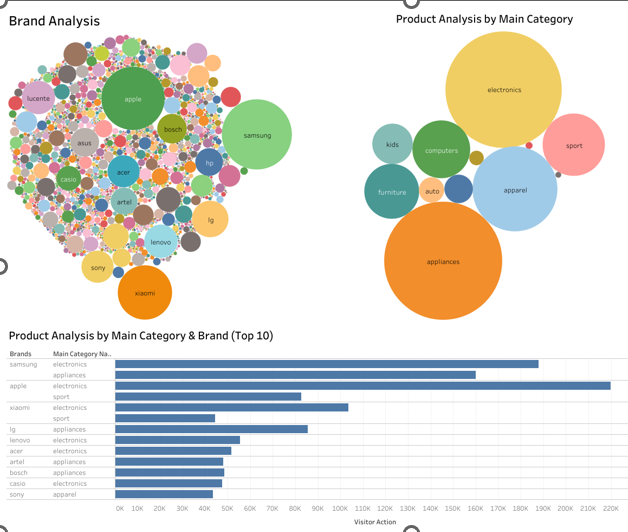 Brand Analysis
Product Analysis by Main Category
lucente
apple
bosch
samsung
asus
hp
acer
casio
artel
lg
lenovo
sony
xiaomi
electronics
kids
computers
sport
furniture
auto
apparel
appliances
Product Analysis by Main Category & Brand (Top 10)
Brands Main Category Na..
samsung electronics
appliances
apple electronics
sport
xiaomi electronics
sport
lg appliances
lenovo electronics
acer electronics
artel appliances
bosch appliances
casio electronics
sony apparel
0K 10K 20K 30K 40K 50K 60K 70K 80K 90K 100K 110K 120K 130K 140K 150K 160K 170K 180K 190K 200K 210K 220K
Visitor Action